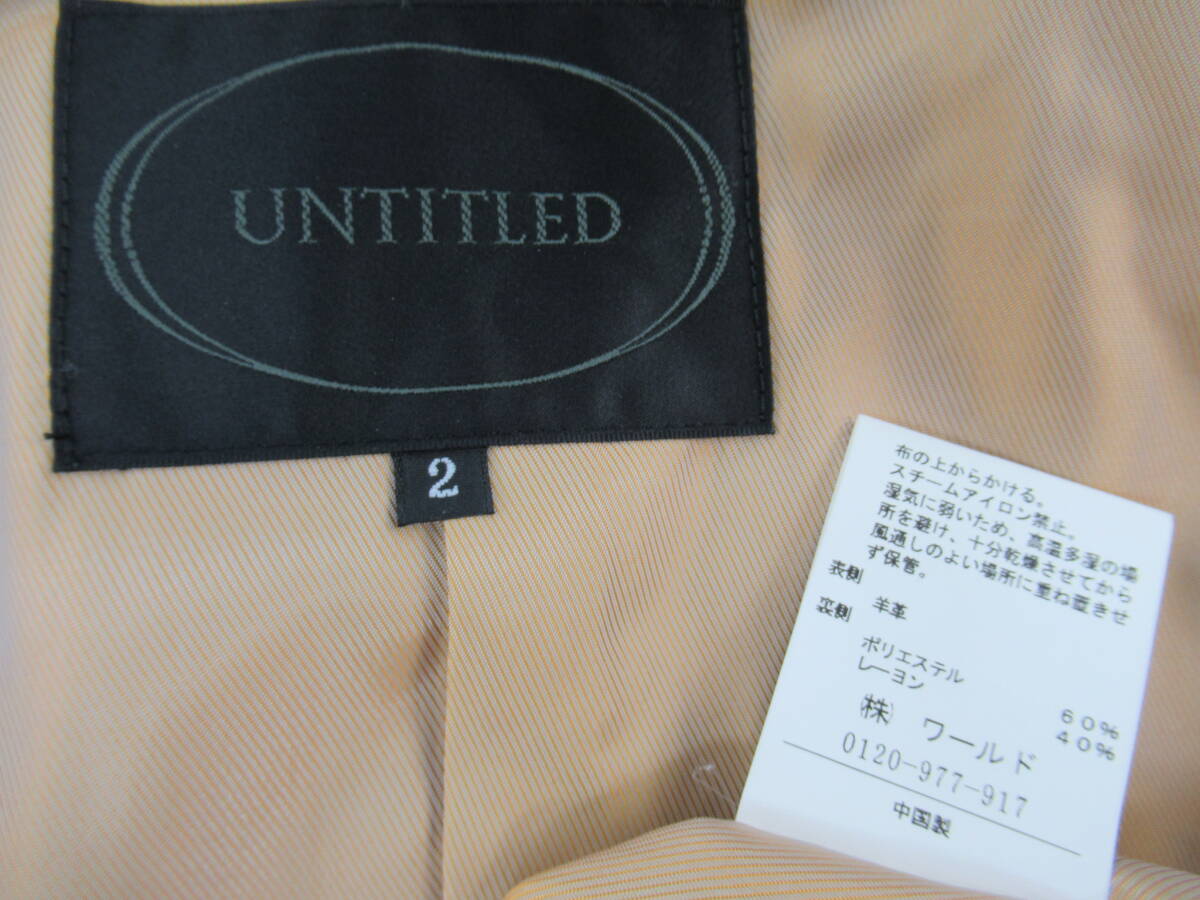 UNTITLED
2
布の上からかける。
スチームアイロン禁止。
湿気に弱いため、高温多湿の場
所を避け、十分乾燥させてから
風通しのよい場所に重ね置きせ
ず保管。
表側 羊革
裏側
ポリエステル 60%
レーヨン 40%
㈱ ワールド
0120-977-917
中国製